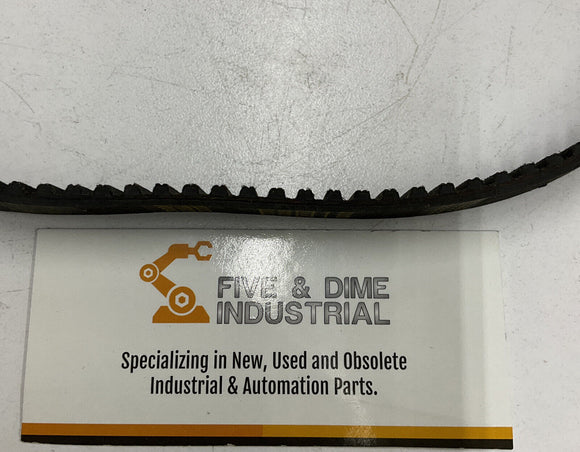 FIVE & DIME
INDUSTRIAL
Specializing in New, Used and Obsolete
Industrial & Automation Parts.